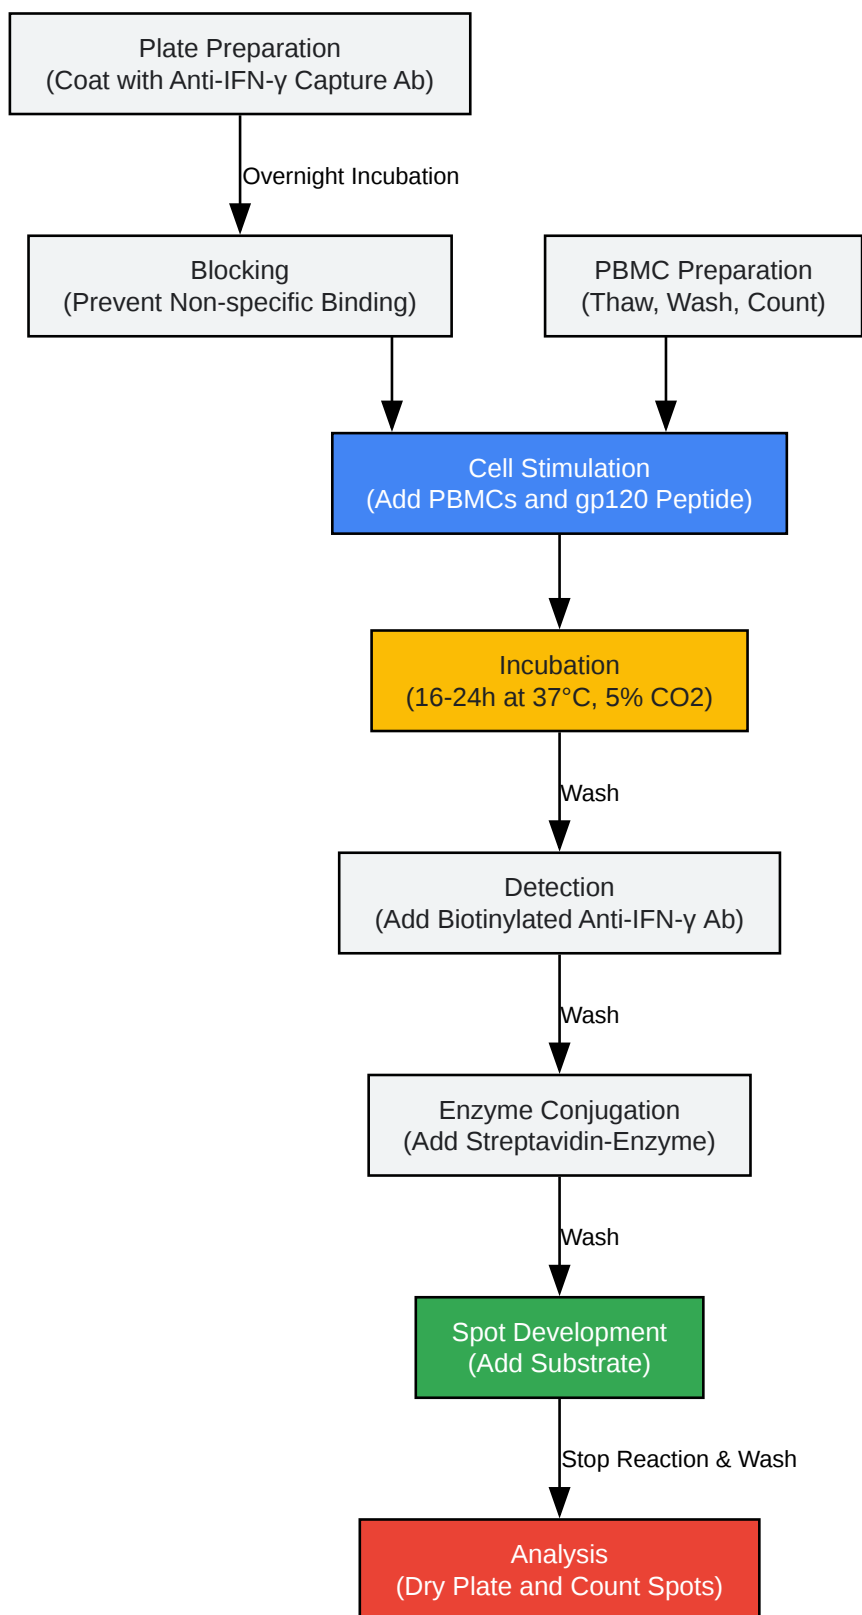 Plate Preparation
(Coat with Anti-IFN-γ Capture Ab)
Overnight Incubation
Blocking
(Prevent Non-specific Binding)
PBMC Preparation
(Thaw, Wash, Count)
Cell Stimulation
(Add PBMCs and gp120 Peptide)
Incubation
(16-24h at 37°C, 5% CO2)
Wash
Detection
(Add Biotinylated Anti-IFN-γ Ab)
Wash
Enzyme Conjugation
(Add Streptavidin-Enzyme)
Wash
Spot Development
(Add Substrate)
Stop Reaction & Wash
Analysis
(Dry Plate and Count Spots)